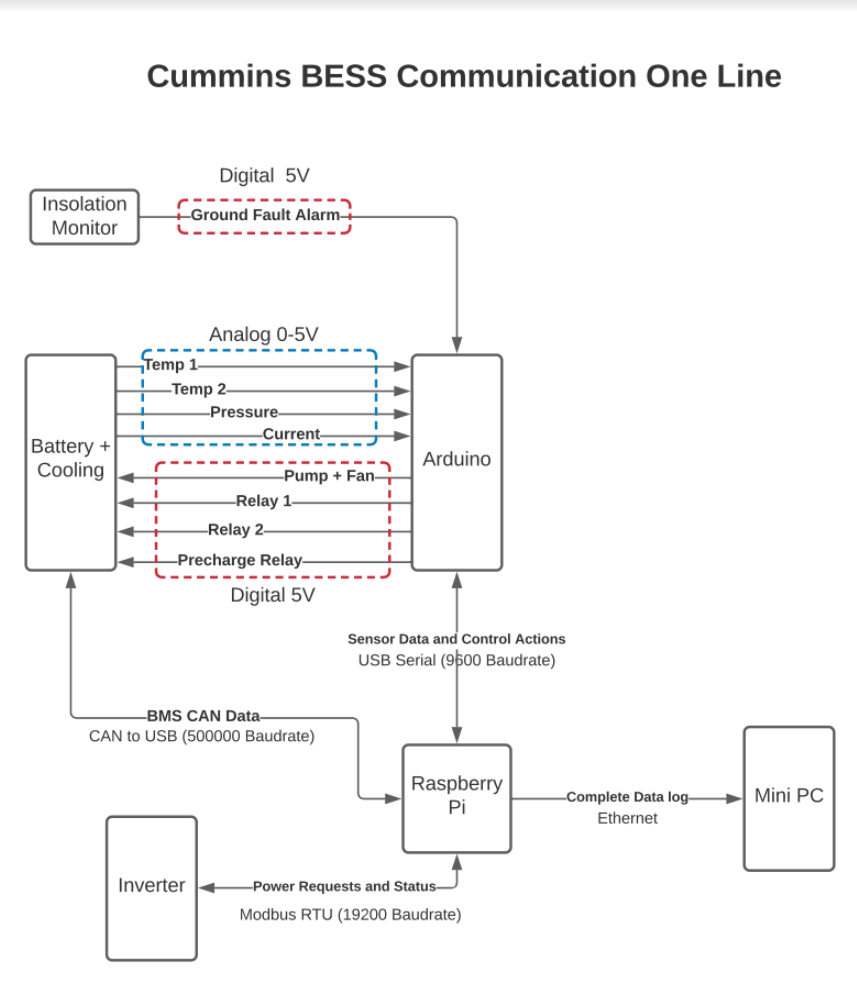 Cummins BESS Communication One Line
Digital 5V
Insolation
Monitor
Ground Fault Alarm
Analog 0-5V
Temp 1
Temp 2
Pressure
Current
Battery +
Cooling
Arduino
Pump + Fan
Relay 1
Relay 2
Precharge Relay
Digital 5V
Sensor Data and Control Actions
USB Serial (9600 Baudrate)
BMS CAN Data
CAN to USB (500000 Baudrate)
Raspberry
Pi
Complete Data log
Ethernet
Mini PC
Inverter
Power Requests and Status
Modbus RTU (19200 Baudrate)